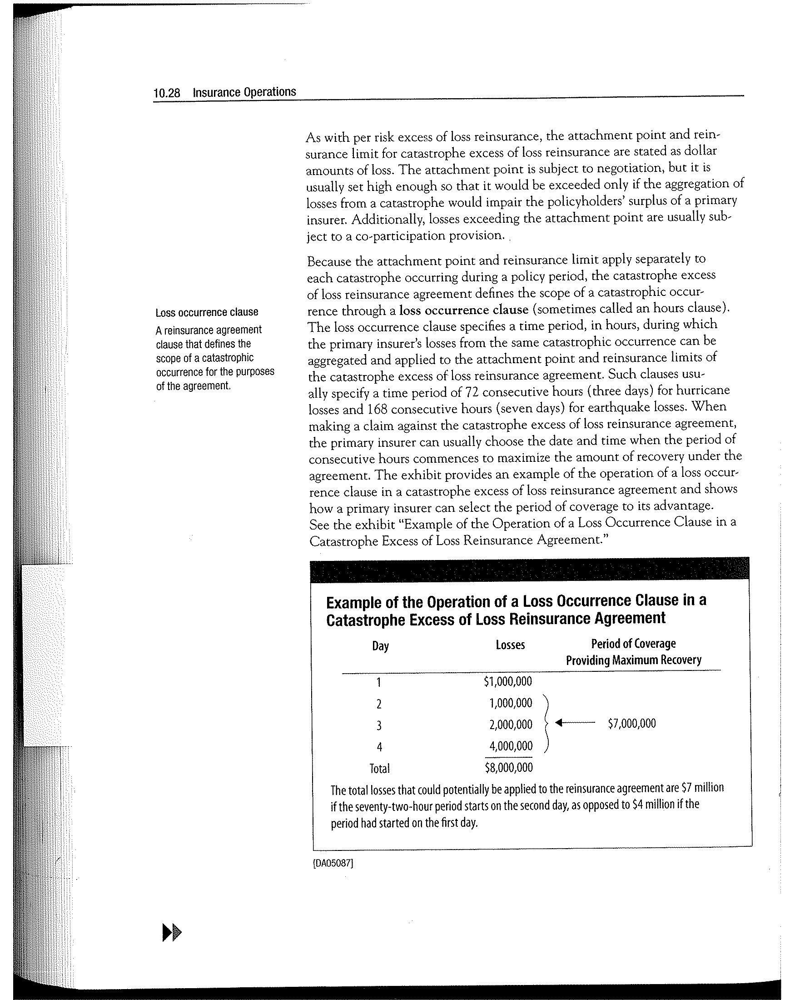 10.28 Insurance Operations
As with per risk excess of loss reinsurance, the attachment point and rein-
surance limit for catastrophe excess of loss reinsurance are stated as dollar
amounts of loss. The attachment point is subject to negotiation, but it is
usually set high enough so that it would be exceeded only if the aggregation of
losses from a catastrophe would impair the policyholders' surplus of a primary
insurer. Additionally, losses exceeding the attachment point are usually sub-
ject to a co-participation provision.
Because the attachment point and reinsurance limit apply separately to
each catastrophe occurring during a policy period, the catastrophe excess
of loss reinsurance agreement defines the scope of a catastrophic occur-
rence through a loss occurrence clause (sometimes called an hours clause).
The loss occurrence clause specifies a time period, in hours, during which
the primary insurer's losses from the same catastrophic occurrence can be
aggregated and applied to the attachment point and reinsurance limits of
the catastrophe excess of loss reinsurance agreement. Such clauses usu-
ally specify a time period of 72 consecutive hours (three days) for hurricane
losses and 168 consecutive hours (seven days) for earthquake losses. When
making a claim against the catastrophe excess of loss reinsurance agreement,
the primary insurer can usually choose the date and time when the period of
consecutive hours commences to maximize the amount of recovery under the
agreement. The exhibit provides an example of the operation of a loss occur-
rence clause in a catastrophe excess of loss reinsurance agreement and shows
how a primary insurer can select the period of coverage to its advantage.
See the exhibit "Example of the Operation of a Loss Occurrence Clause in a
Catastrophe Excess of Loss Reinsurance Agreement."
Loss occurrence clause
A reinsurance agreement
clause that defines the
scope of a catastrophic
occurrence for the purposes
of the agreement.
Example of the Operation of a Loss Occurrence Clause in a
Catastrophe Excess of Loss Reinsurance Agreement
Day Losses Period of Coverage
Providing Maximum Recovery
1 $1,000,000
2 1,000,000
3 2,000,000 $7,000,000
4 4,000,000
Total $8,000,000
The total losses that could potentially be applied to the reinsurance agreement are $7 million
if the seventy-two-hour period starts on the second day, as opposed to $4 million if the
period had started on the first day.
[DA05087]